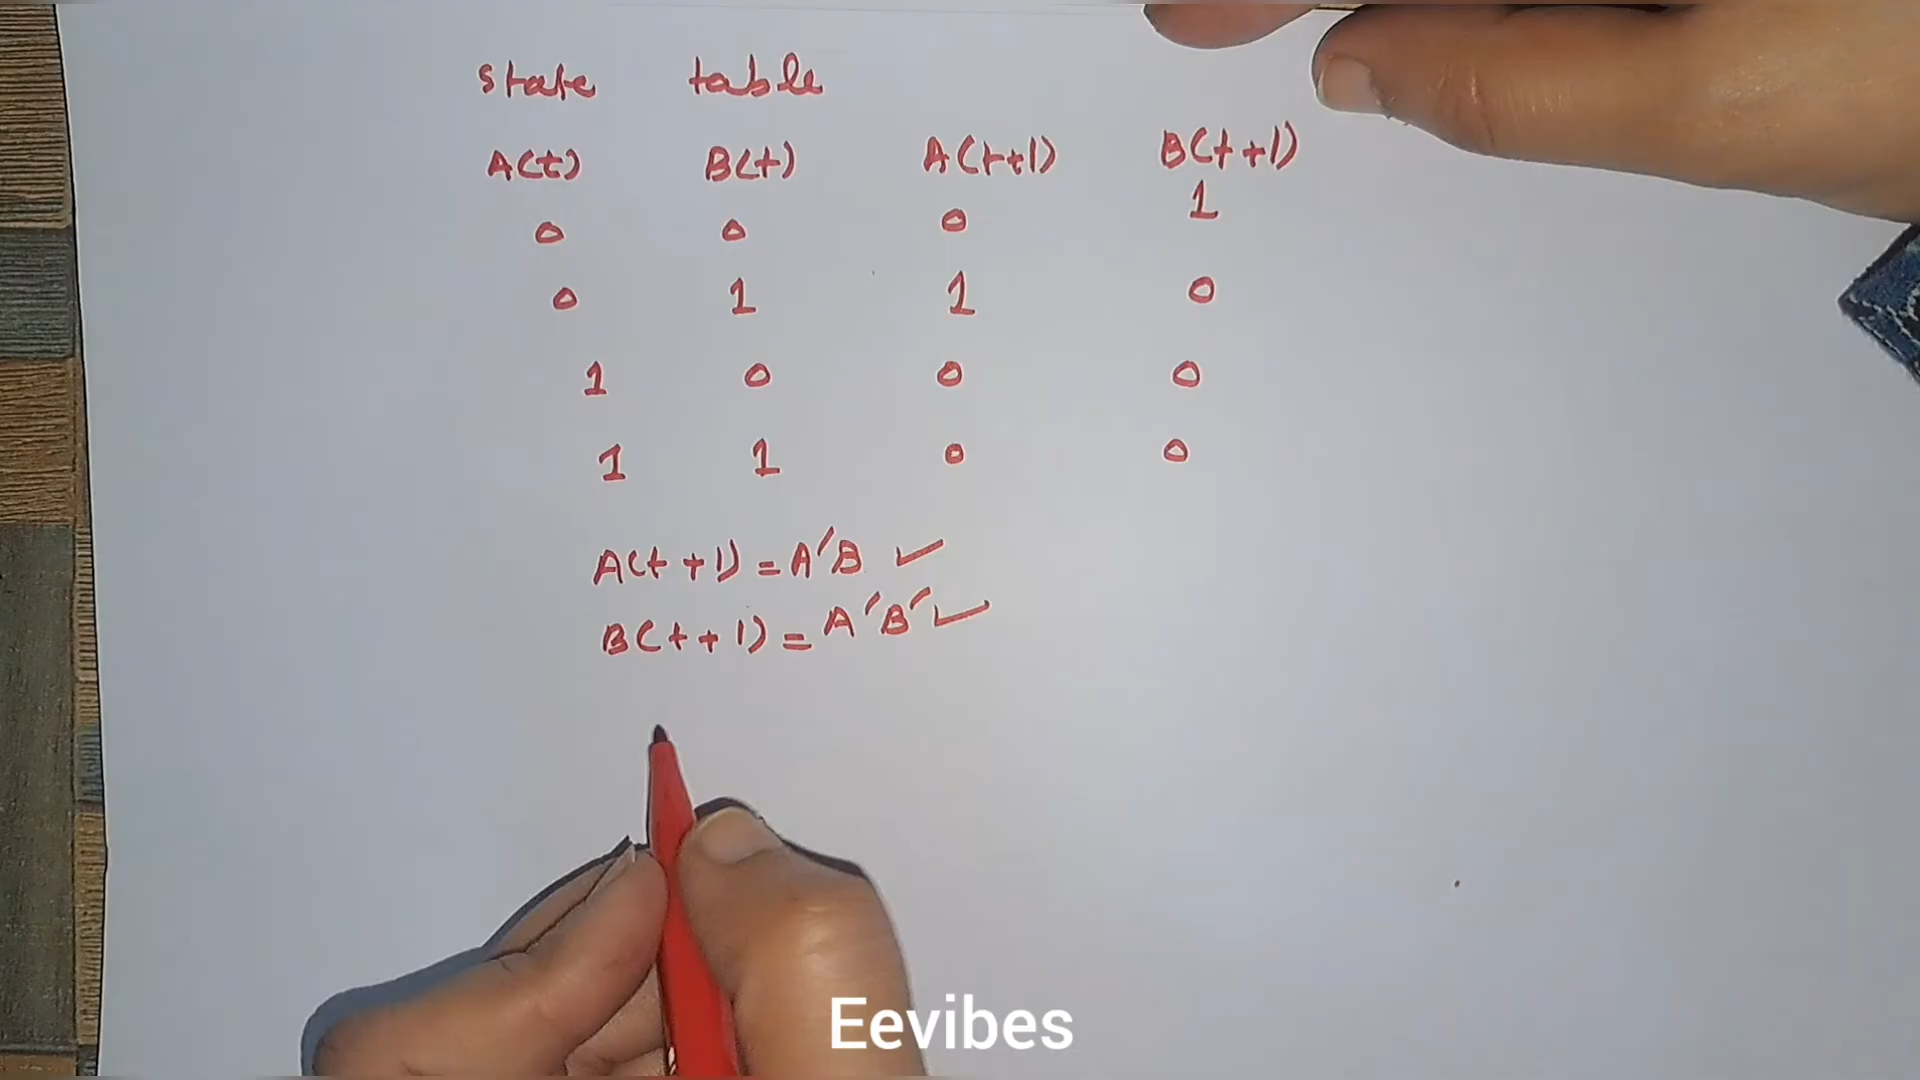 state table
A(t) B(t) A(t+1) B(t+1)
0 0 0 1
0 1 1 0
1 0 0 0
1 1 0 0
A(t+1) = A'B ✓
B(t+1) = A'B' ✓
Eevibes